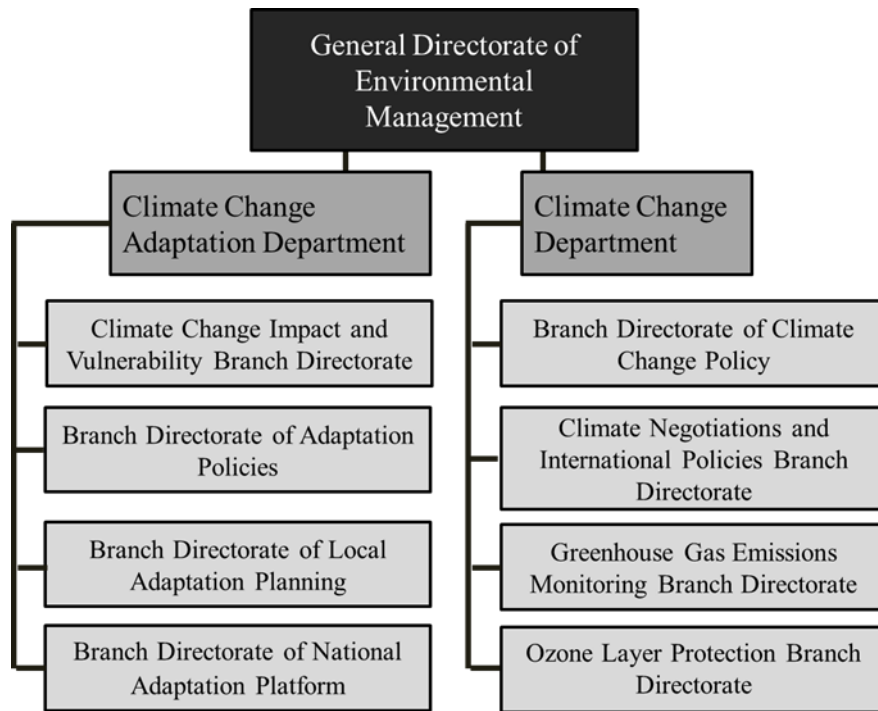 General Directorate of
Environmental
Management
Climate Change
Adaptation Department
Climate Change Impact and
Vulnerability Branch Directorate
Branch Directorate of Adaptation
Policies
Branch Directorate of Local
Adaptation Planning
Branch Directorate of National
Adaptation Platform
Climate Change
Department
Branch Directorate of Climate
Change Policy
Climate Negotiations and
International Policies Branch
Directorate
Greenhouse Gas Emissions
Monitoring Branch Directorate
Ozone Layer Protection Branch
Directorate